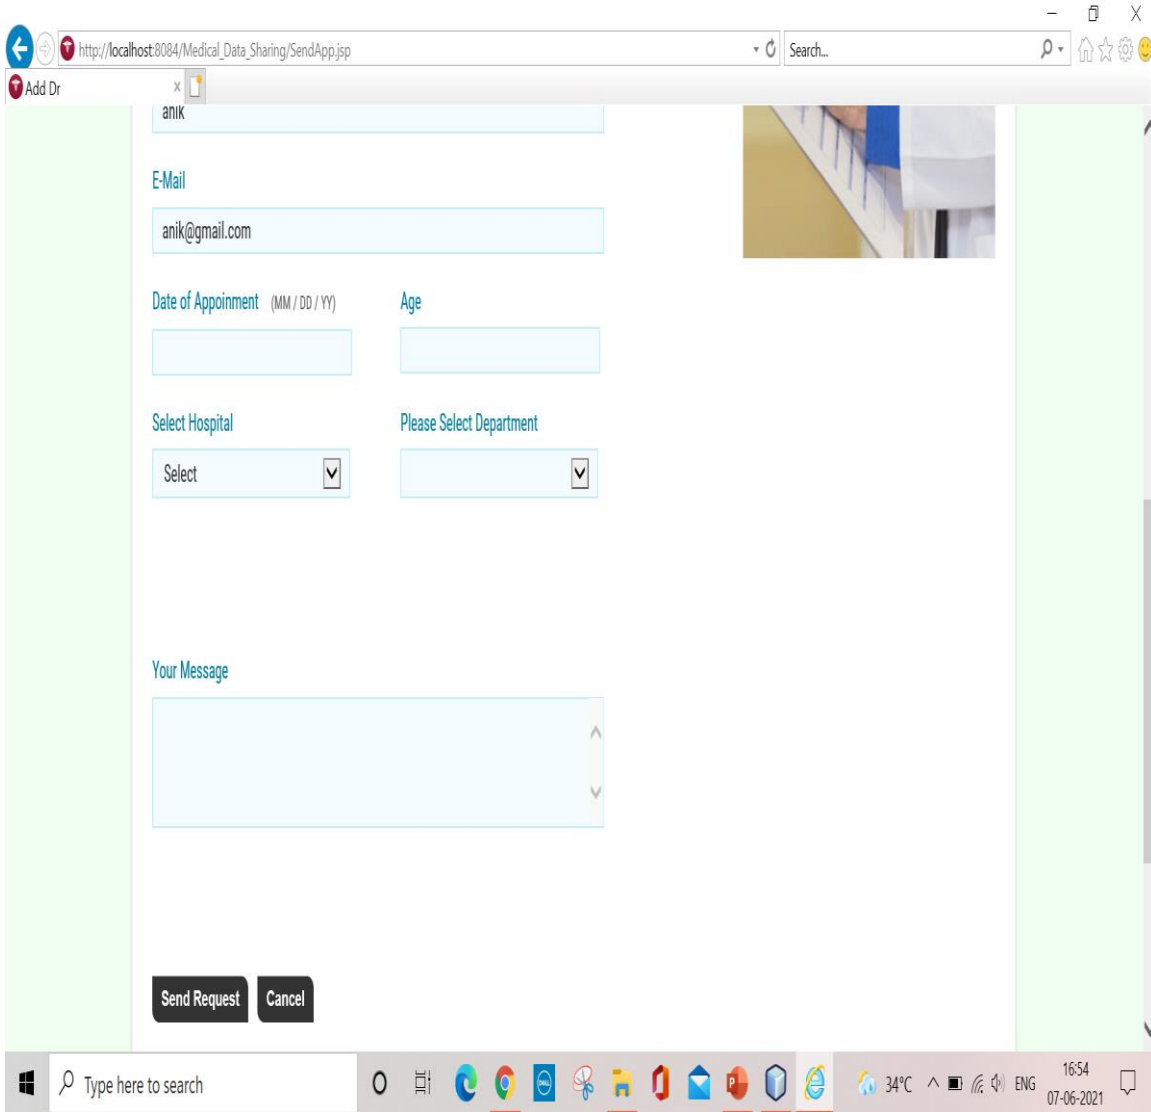 http://localhost:8084/Medical_Data_Sharing/SendApp.jsp
Search...
Add Dr
anik
E-Mail
anik@gmail.com
Date of Appoinment (MM / DD / YY) Age
Select Hospital Please Select Department
Select
Your Message
Send Request Cancel
Type here to search
DELL
P
34°C ENG 16:54
07-06-2021